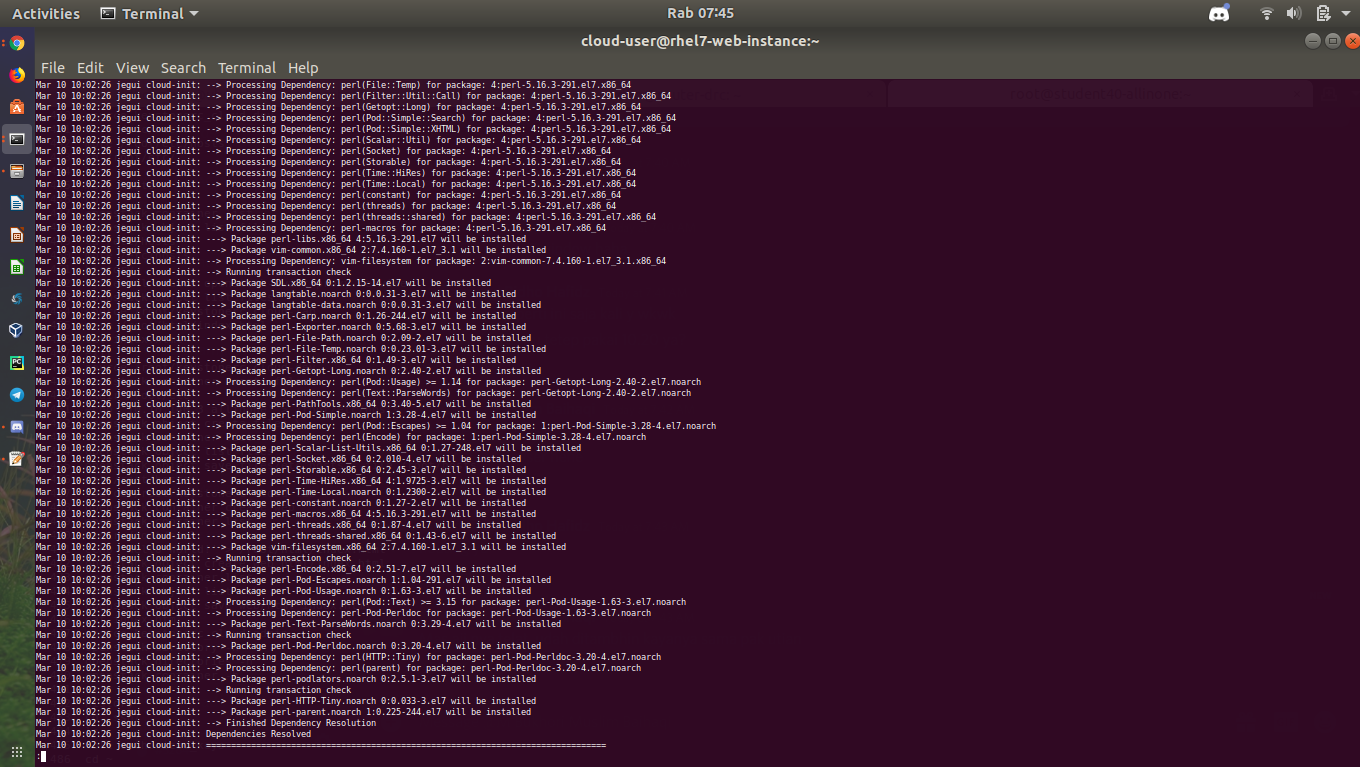 Activities Terminal Rab 07:45
cloud-user@rhel7-web-instance:~
File Edit View Search Terminal Help
Mar 10 10:02:26 jegui cloud-init: --> Processing Dependency: perl(File::Temp) for package: 4:perl-5.16.3-291.el7.x86_64
Mar 10 10:02:26 jegui cloud-init: --> Processing Dependency: perl(Filter::Util::Call) for package: 4:perl-5.16.3-291.el7.x86_64
Mar 10 10:02:26 jegui cloud-init: --> Processing Dependency: perl(Getopt::Long) for package: 4:perl-5.16.3-291.el7.x86_64
Mar 10 10:02:26 jegui cloud-init: --> Processing Dependency: perl(Pod::Simple::Search) for package: 4:perl-5.16.3-291.el7.x86_64
Mar 10 10:02:26 jegui cloud-init: --> Processing Dependency: perl(Pod::Simple::XHTML) for package: 4:perl-5.16.3-291.el7.x86_64
Mar 10 10:02:26 jegui cloud-init: --> Processing Dependency: perl(Scalar::Util) for package: 4:perl-5.16.3-291.el7.x86_64
Mar 10 10:02:26 jegui cloud-init: --> Processing Dependency: perl(Socket) for package: 4:perl-5.16.3-291.el7.x86_64
Mar 10 10:02:26 jegui cloud-init: --> Processing Dependency: perl(Storable) for package: 4:perl-5.16.3-291.el7.x86_64
Mar 10 10:02:26 jegui cloud-init: --> Processing Dependency: perl(Time::HiRes) for package: 4:perl-5.16.3-291.el7.x86_64
Mar 10 10:02:26 jegui cloud-init: --> Processing Dependency: perl(Time::Local) for package: 4:perl-5.16.3-291.el7.x86_64
Mar 10 10:02:26 jegui cloud-init: --> Processing Dependency: perl(constant) for package: 4:perl-5.16.3-291.el7.x86_64
Mar 10 10:02:26 jegui cloud-init: --> Processing Dependency: perl(threads) for package: 4:perl-5.16.3-291.el7.x86_64
Mar 10 10:02:26 jegui cloud-init: --> Processing Dependency: perl(threads::shared) for package: 4:perl-5.16.3-291.el7.x86_64
Mar 10 10:02:26 jegui cloud-init: --> Processing Dependency: perl-macros for package: 4:perl-5.16.3-291.el7.x86_64
Mar 10 10:02:26 jegui cloud-init: ---> Package perl-libs.x86_64 4:5.16.3-291.el7 will be installed
Mar 10 10:02:26 jegui cloud-init: ---> Package vim-common.x86_64 2:7.4.160-1.el7_3.1 will be installed
Mar 10 10:02:26 jegui cloud-init: --> Processing Dependency: vim-filesystem for package: 2:vim-common-7.4.160-1.el7_3.1.x86_64
Mar 10 10:02:26 jegui cloud-init: --> Running transaction check
Mar 10 10:02:26 jegui cloud-init: ---> Package SDL.x86_64 0:1.2.15-14.el7 will be installed
Mar 10 10:02:26 jegui cloud-init: ---> Package langtable.noarch 0:0.0.31-3.el7 will be installed
Mar 10 10:02:26 jegui cloud-init: ---> Package langtable-data.noarch 0:0.0.31-3.el7 will be installed
Mar 10 10:02:26 jegui cloud-init: ---> Package perl-Carp.noarch 0:1.26-244.el7 will be installed
Mar 10 10:02:26 jegui cloud-init: ---> Package perl-Exporter.noarch 0:5.68-3.el7 will be installed
Mar 10 10:02:26 jegui cloud-init: ---> Package perl-File-Path.noarch 0:2.09-2.el7 will be installed
Mar 10 10:02:26 jegui cloud-init: ---> Package perl-File-Temp.noarch 0:0.23.01-3.el7 will be installed
Mar 10 10:02:26 jegui cloud-init: ---> Package perl-Filter.x86_64 0:1.49-3.el7 will be installed
Mar 10 10:02:26 jegui cloud-init: ---> Package perl-Getopt-Long.noarch 0:2.40-2.el7 will be installed
Mar 10 10:02:26 jegui cloud-init: --> Processing Dependency: perl(Pod::Usage) >= 1.14 for package: perl-Getopt-Long-2.40-2.el7.noarch
Mar 10 10:02:26 jegui cloud-init: --> Processing Dependency: perl(Text::ParseWords) for package: perl-Getopt-Long-2.40-2.el7.noarch
Mar 10 10:02:26 jegui cloud-init: ---> Package perl-PathTools.x86_64 0:3.40-5.el7 will be installed
Mar 10 10:02:26 jegui cloud-init: ---> Package perl-Pod-Simple.noarch 1:3.28-4.el7 will be installed
Mar 10 10:02:26 jegui cloud-init: --> Processing Dependency: perl(Pod::Escapes) >= 1.04 for package: 1:perl-Pod-Simple-3.28-4.el7.noarch
Mar 10 10:02:26 jegui cloud-init: --> Processing Dependency: perl(Encode) for package: 1:perl-Pod-Simple-3.28-4.el7.noarch
Mar 10 10:02:26 jegui cloud-init: ---> Package perl-Scalar-List-Utils.x86_64 0:1.27-248.el7 will be installed
Mar 10 10:02:26 jegui cloud-init: ---> Package perl-Socket.x86_64 0:2.010-4.el7 will be installed
Mar 10 10:02:26 jegui cloud-init: ---> Package perl-Storable.x86_64 0:2.45-3.el7 will be installed
Mar 10 10:02:26 jegui cloud-init: ---> Package perl-Time-HiRes.x86_64 4:1.9725-3.el7 will be installed
Mar 10 10:02:26 jegui cloud-init: ---> Package perl-Time-Local.noarch 0:1.2300-2.el7 will be installed
Mar 10 10:02:26 jegui cloud-init: ---> Package perl-constant.noarch 0:1.27-2.el7 will be installed
Mar 10 10:02:26 jegui cloud-init: ---> Package perl-macros.x86_64 4:5.16.3-291.el7 will be installed
Mar 10 10:02:26 jegui cloud-init: ---> Package perl-threads.x86_64 0:1.87-4.el7 will be installed
Mar 10 10:02:26 jegui cloud-init: ---> Package perl-threads-shared.x86_64 0:1.43-6.el7 will be installed
Mar 10 10:02:26 jegui cloud-init: ---> Package vim-filesystem.x86_64 2:7.4.160-1.el7_3.1 will be installed
Mar 10 10:02:26 jegui cloud-init: --> Running transaction check
Mar 10 10:02:26 jegui cloud-init: ---> Package perl-Encode.x86_64 0:2.51-7.el7 will be installed
Mar 10 10:02:26 jegui cloud-init: ---> Package perl-Pod-Escapes.noarch 1:1.04-291.el7 will be installed
Mar 10 10:02:26 jegui cloud-init: ---> Package perl-Pod-Usage.noarch 0:1.63-3.el7 will be installed
Mar 10 10:02:26 jegui cloud-init: --> Processing Dependency: perl(Pod::Text) >= 3.15 for package: perl-Pod-Usage-1.63-3.el7.noarch
Mar 10 10:02:26 jegui cloud-init: --> Processing Dependency: perl-Pod-Perldoc for package: perl-Pod-Usage-1.63-3.el7.noarch
Mar 10 10:02:26 jegui cloud-init: ---> Package perl-Text-ParseWords.noarch 0:3.29-4.el7 will be installed
Mar 10 10:02:26 jegui cloud-init: --> Running transaction check
Mar 10 10:02:26 jegui cloud-init: ---> Package perl-Pod-Perldoc.noarch 0:3.20-4.el7 will be installed
Mar 10 10:02:26 jegui cloud-init: --> Processing Dependency: perl(HTTP::Tiny) for package: perl-Pod-Perldoc-3.20-4.el7.noarch
Mar 10 10:02:26 jegui cloud-init: --> Processing Dependency: perl(parent) for package: perl-Pod-Perldoc-3.20-4.el7.noarch
Mar 10 10:02:26 jegui cloud-init: ---> Package perl-podlators.noarch 0:2.5.1-3.el7 will be installed
Mar 10 10:02:26 jegui cloud-init: --> Running transaction check
Mar 10 10:02:26 jegui cloud-init: ---> Package perl-HTTP-Tiny.noarch 0:0.033-3.el7 will be installed
Mar 10 10:02:26 jegui cloud-init: ---> Package perl-parent.noarch 1:0.225-244.el7 will be installed
Mar 10 10:02:26 jegui cloud-init: --> Finished Dependency Resolution
Mar 10 10:02:26 jegui cloud-init: Dependencies Resolved
Mar 10 10:02:26 jegui cloud-init: ================================================================================
: